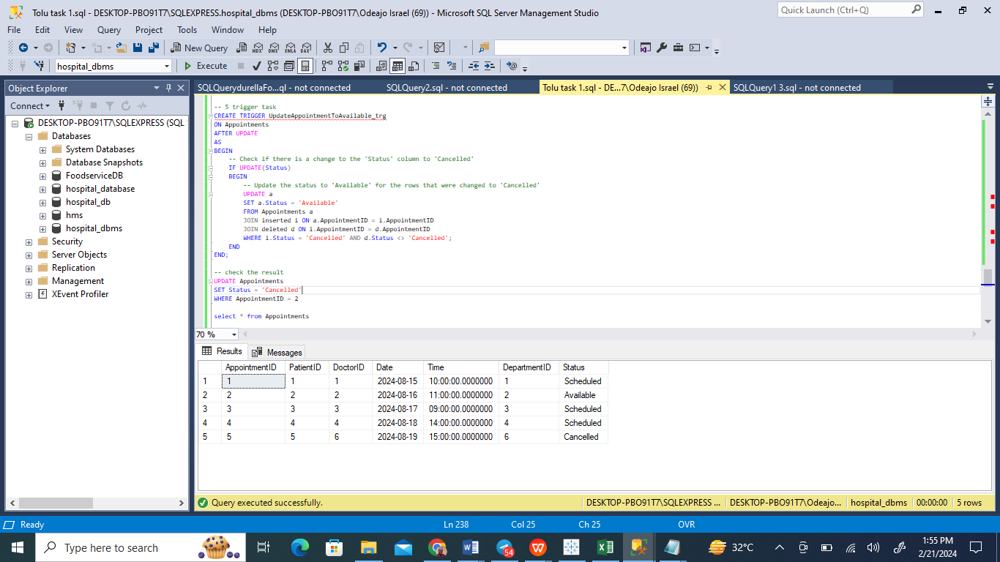 Tolu task 1.sql - DESKTOP-PBO91T7\SQLEXPRESS.hospital_dbms (DESKTOP-PBO91T7\Odeajo Israel (69)) - Microsoft SQL Server Management Studio
Quick Launch (Ctrl+Q)
File Edit View Query Project Tools Window Help
New Query MDX DMX XMLA DAX
hospital_dbms Execute
Object Explorer
SQLQuerydurellaFo...ql - not connected SQLQuery2.sql - not connected Tolu task 1.sql - DE...7\Odeajo Israel (69)) SQLQuery1 3.sql - not connected
Connect
DESKTOP-PBO91T7\SQLEXPRESS (SQL
Databases
System Databases
Database Snapshots
FoodserviceDB
hospital_database
hospital_db
hms
hospital_dbms
Security
Server Objects
Replication
Management
XEvent Profiler
-- 5 trigger task
CREATE TRIGGER UpdateAppointmentToAvailable_trg
ON Appointments
AFTER UPDATE
AS
BEGIN
-- Check if there is a change to the 'Status' column to 'Cancelled'
IF UPDATE(Status)
BEGIN
-- Update the status to 'Available' for the rows that were changed to 'Cancelled'
UPDATE a
SET a.Status = 'Available'
FROM Appointments a
JOIN inserted i ON a.AppointmentID = i.AppointmentID
JOIN deleted d ON i.AppointmentID = d.AppointmentID
WHERE i.Status = 'Cancelled' AND d.Status <> 'Cancelled';
END
END;
-- check the result
UPDATE Appointments
SET Status = 'Cancelled'
WHERE AppointmentID = 2
select * from Appointments
70 %
Results Messages
AppointmentID PatientID DoctorID Date Time DepartmentID Status
1 1 1 1 2024-08-15 10:00:00.0000000 1 Scheduled
2 2 2 2 2024-08-16 11:00:00.0000000 2 Available
3 3 3 3 2024-08-17 09:00:00.0000000 3 Scheduled
4 4 4 4 2024-08-18 14:00:00.0000000 4 Scheduled
5 5 5 6 2024-08-19 15:00:00.0000000 6 Cancelled
Query executed successfully. DESKTOP-PBO91T7\SQLEXPRESS ... DESKTOP-PBO91T7\Odeajo... hospital_dbms 00:00:00 5 rows
Ready Ln 238 Col 25 Ch 25 OVR
Type here to search 54 32°C 1:55 PM
2/21/2024